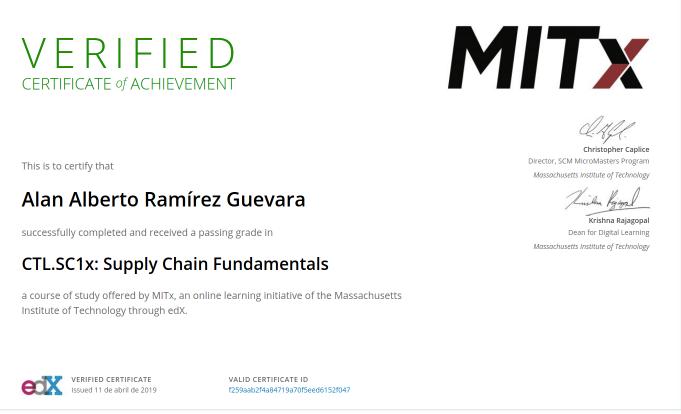 VERIFIED
CERTIFICATE of ACHIEVEMENT
MITx
Christopher Caplice
Director, SCM MicroMasters Program
Massachusetts Institute of Technology
Krishna Rajagopal
Dean for Digital Learning
Massachusetts Institute of Technology
This is to certify that
Alan Alberto Ramírez Guevara
successfully completed and received a passing grade in
CTL.SC1x: Supply Chain Fundamentals
a course of study offered by MITx, an online learning initiative of the Massachusetts
Institute of Technology through edX.
edX
VERIFIED CERTIFICATE
Issued 11 de abril de 2019
VALID CERTIFICATE ID
f259aab2f4a84719a70f5eed6152f047